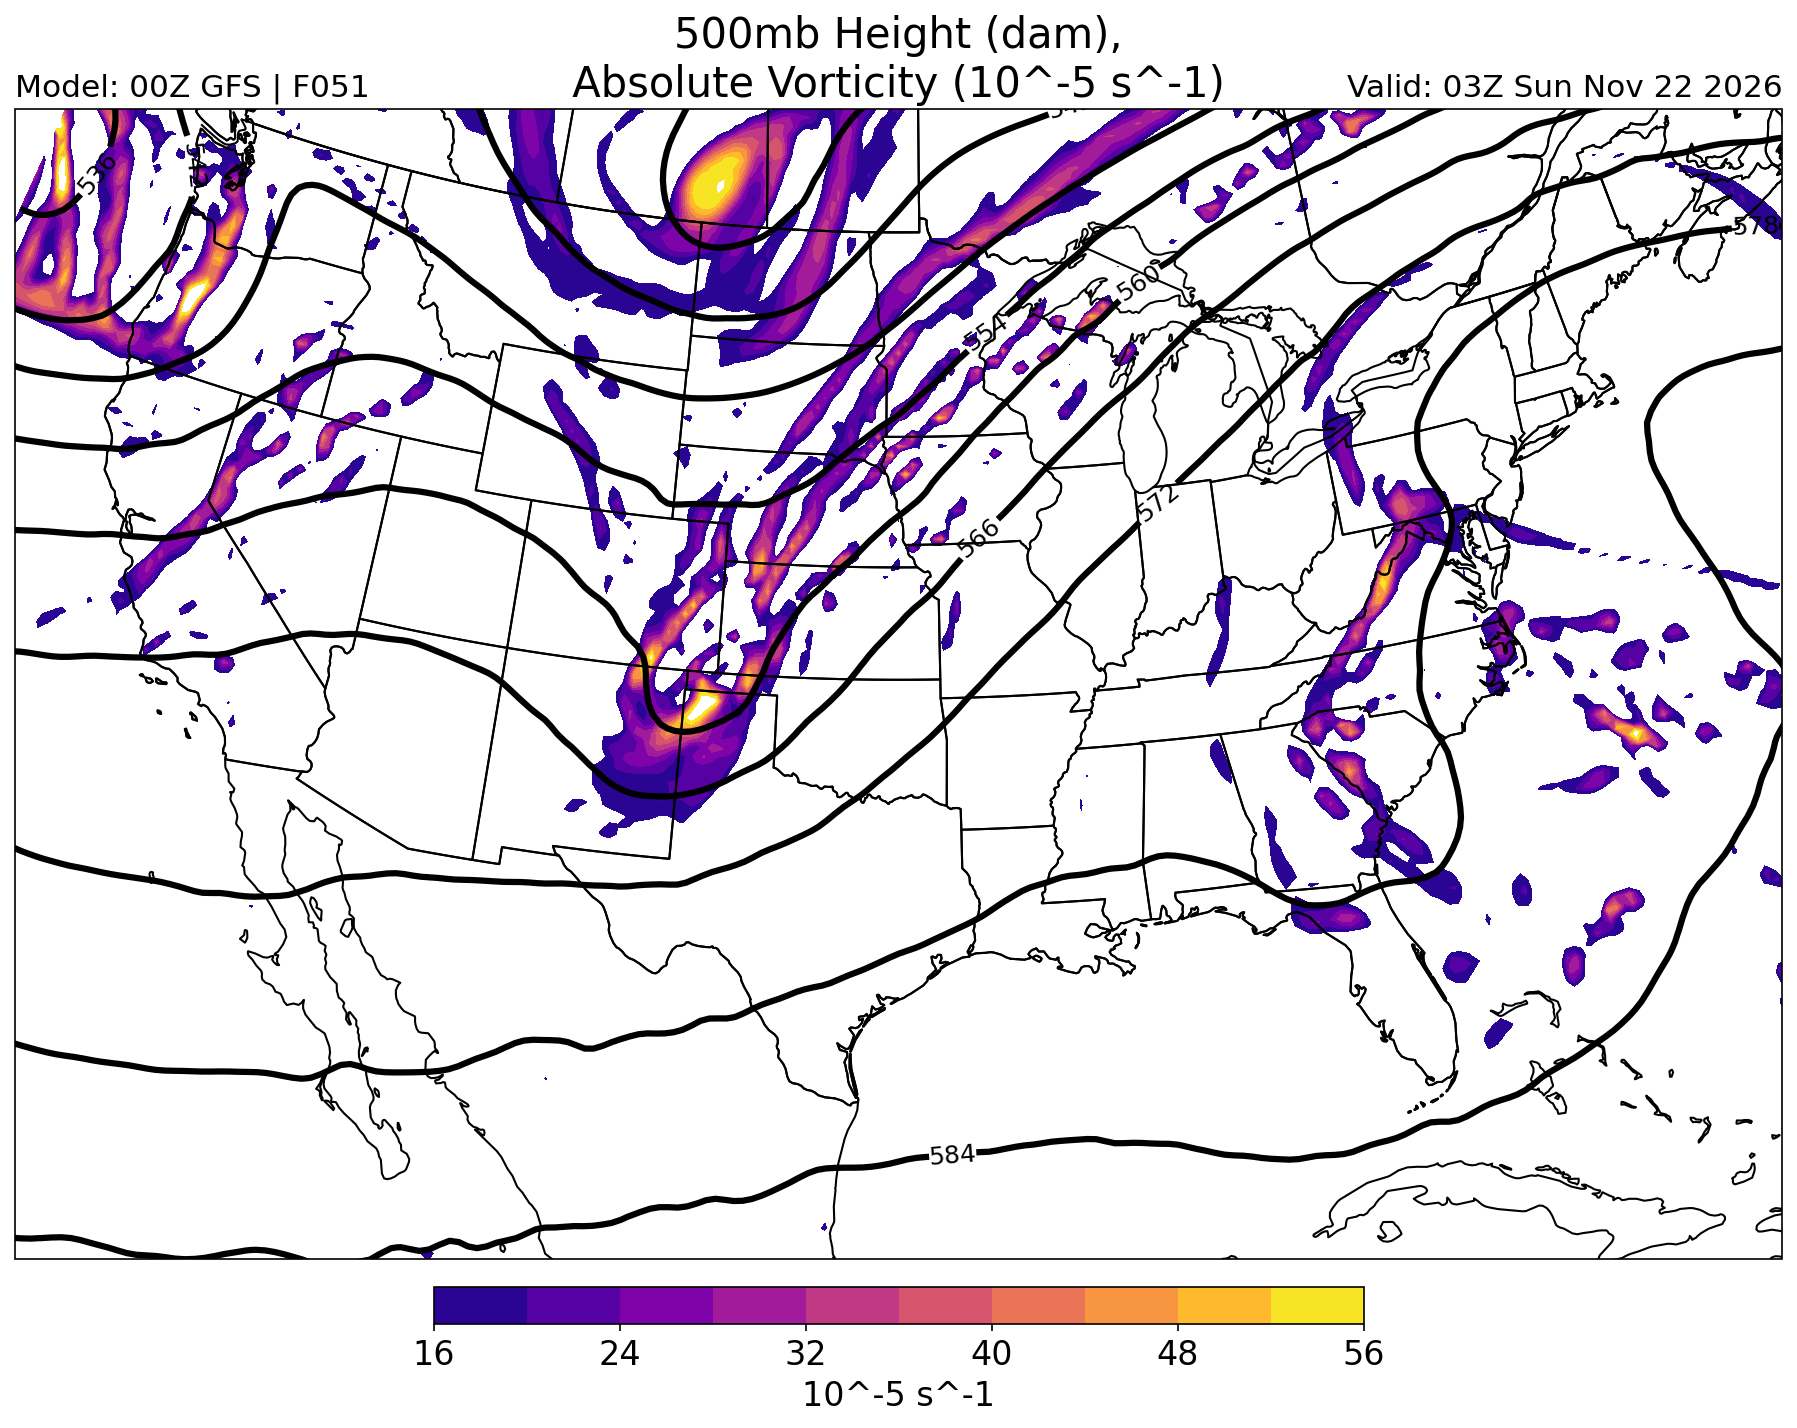 500mb Height (dam),
Absolute Vorticity (10^-5 s^-1)
Model: 00Z GFS | F051
Valid: 03Z Sun Nov 22 2026
536
542
578
560
554
572
566
584
16 24 32 40 48 56
10^-5 s^-1